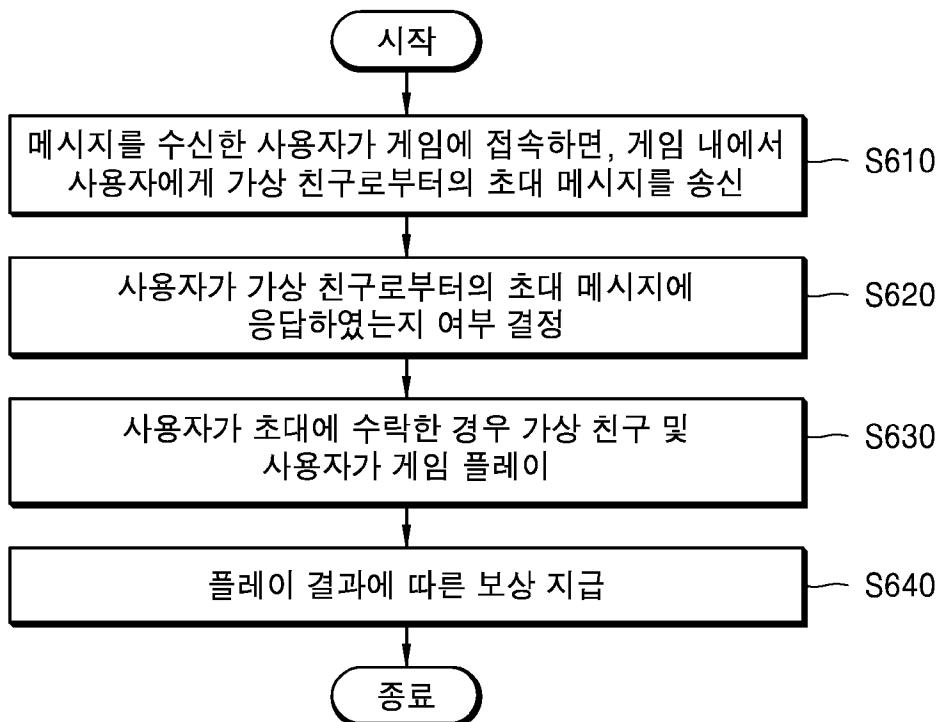 시작
메시지를 수신한 사용자가 게임에 접속하면, 게임 내에서
사용자에게 가상 친구로부터의 초대 메시지를 송신
S610
사용자가 가상 친구로부터의 초대 메시지에
응답하였는지 여부 결정
S620
사용자가 초대에 수락한 경우 가상 친구 및
사용자가 게임 플레이
S630
플레이 결과에 따른 보상 지급
S640
종료